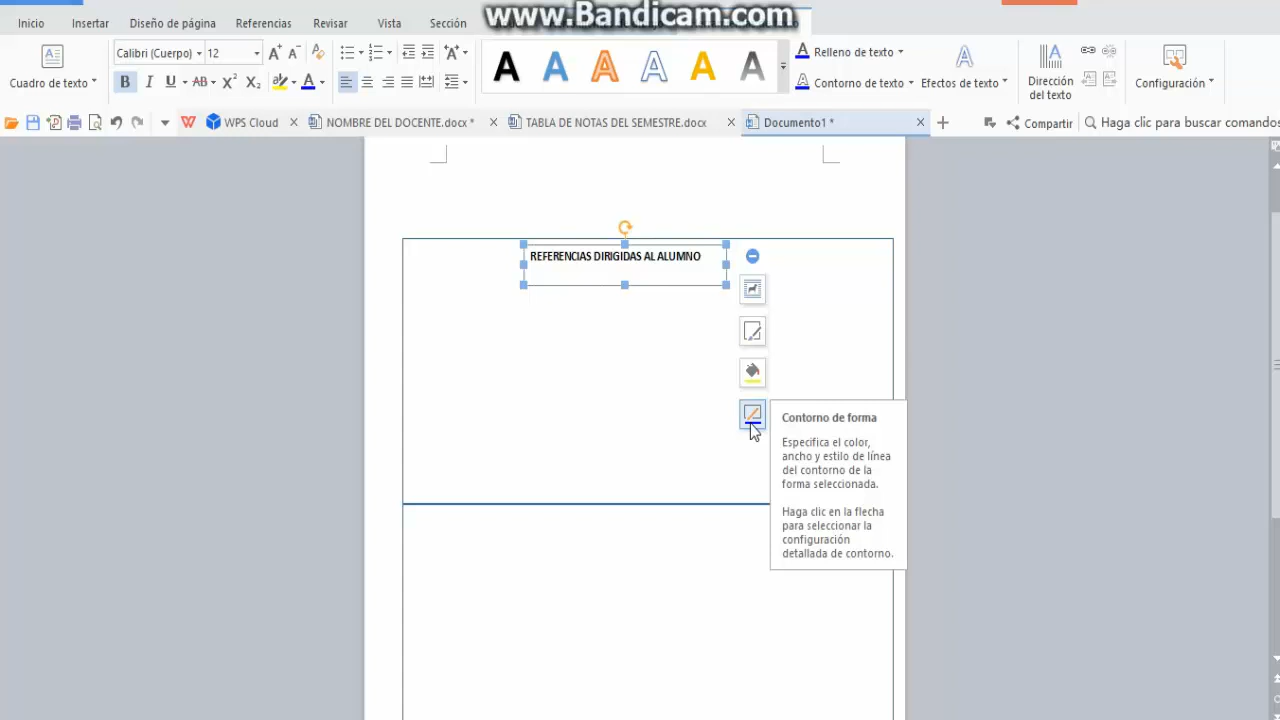 www.Bandicam.com
Inicio Insertar Diseño de página Referencias Revisar Vista Sección
Calibri (Cuerpo) 12
Cuadro de texto
Relleno de texto
Contorno de texto
Efectos de texto
Dirección del texto
Configuración
WPS Cloud
NOMBRE DEL DOCENTE.docx *
TABLA DE NOTAS DEL SEMESTRE.docx
Documento1 *
Compartir
Haga clic para buscar comandos
REFERENCIAS DIRIGIDAS AL ALUMNO
Contorno de forma
Especifica el color,
ancho y estilo de línea
del contorno de la
forma seleccionada.
Haga clic en la flecha
para seleccionar la
configuración
detallada de contorno.